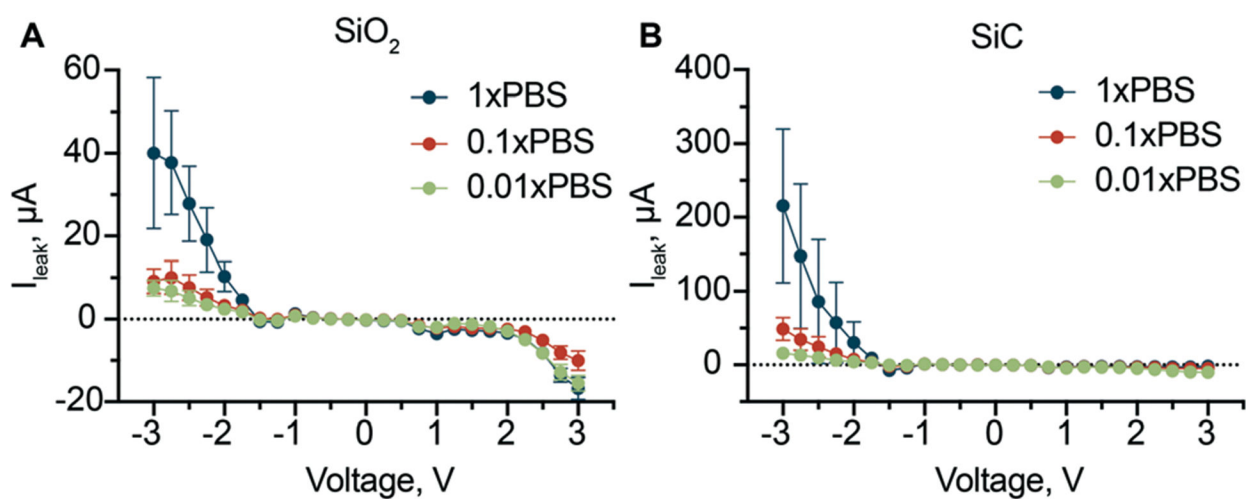 A
SiO2
60
40
20
0
-20
Ileak, µA
1xPBS
0.1xPBS
0.01xPBS
-3 -2 -1 0 1 2 3
Voltage, V
B
SiC
400
300
200
100
0
Ileak, µA
1xPBS
0.1xPBS
0.01xPBS
-3 -2 -1 0 1 2 3
Voltage, V